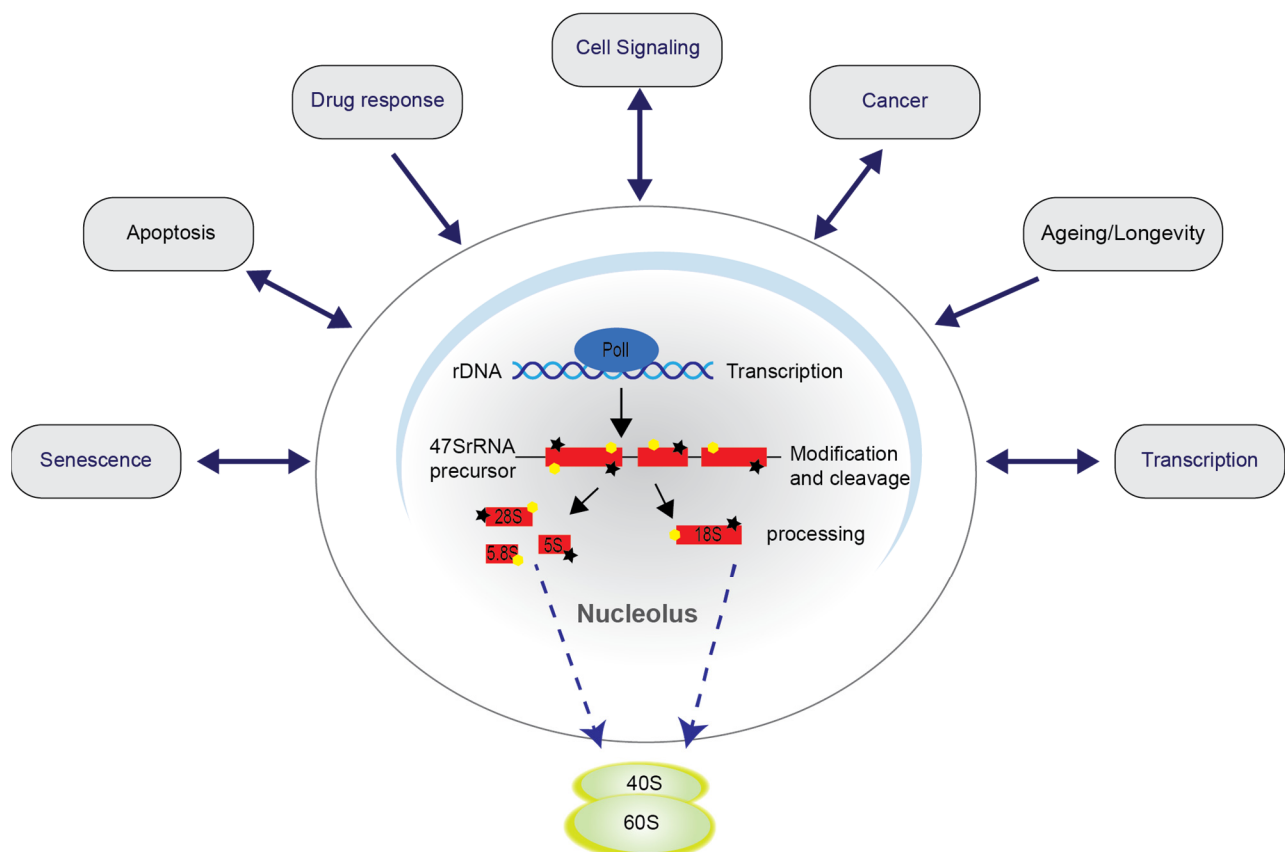 Cell Signaling
Drug response
Cancer
Apoptosis
Ageing/Longevity
Senescence
Transcription
PolI
rDNA
Transcription
47SrRNA
precursor
Modification
and cleavage
28S
5.8S
5S
18S
processing
Nucleolus
40S
60S